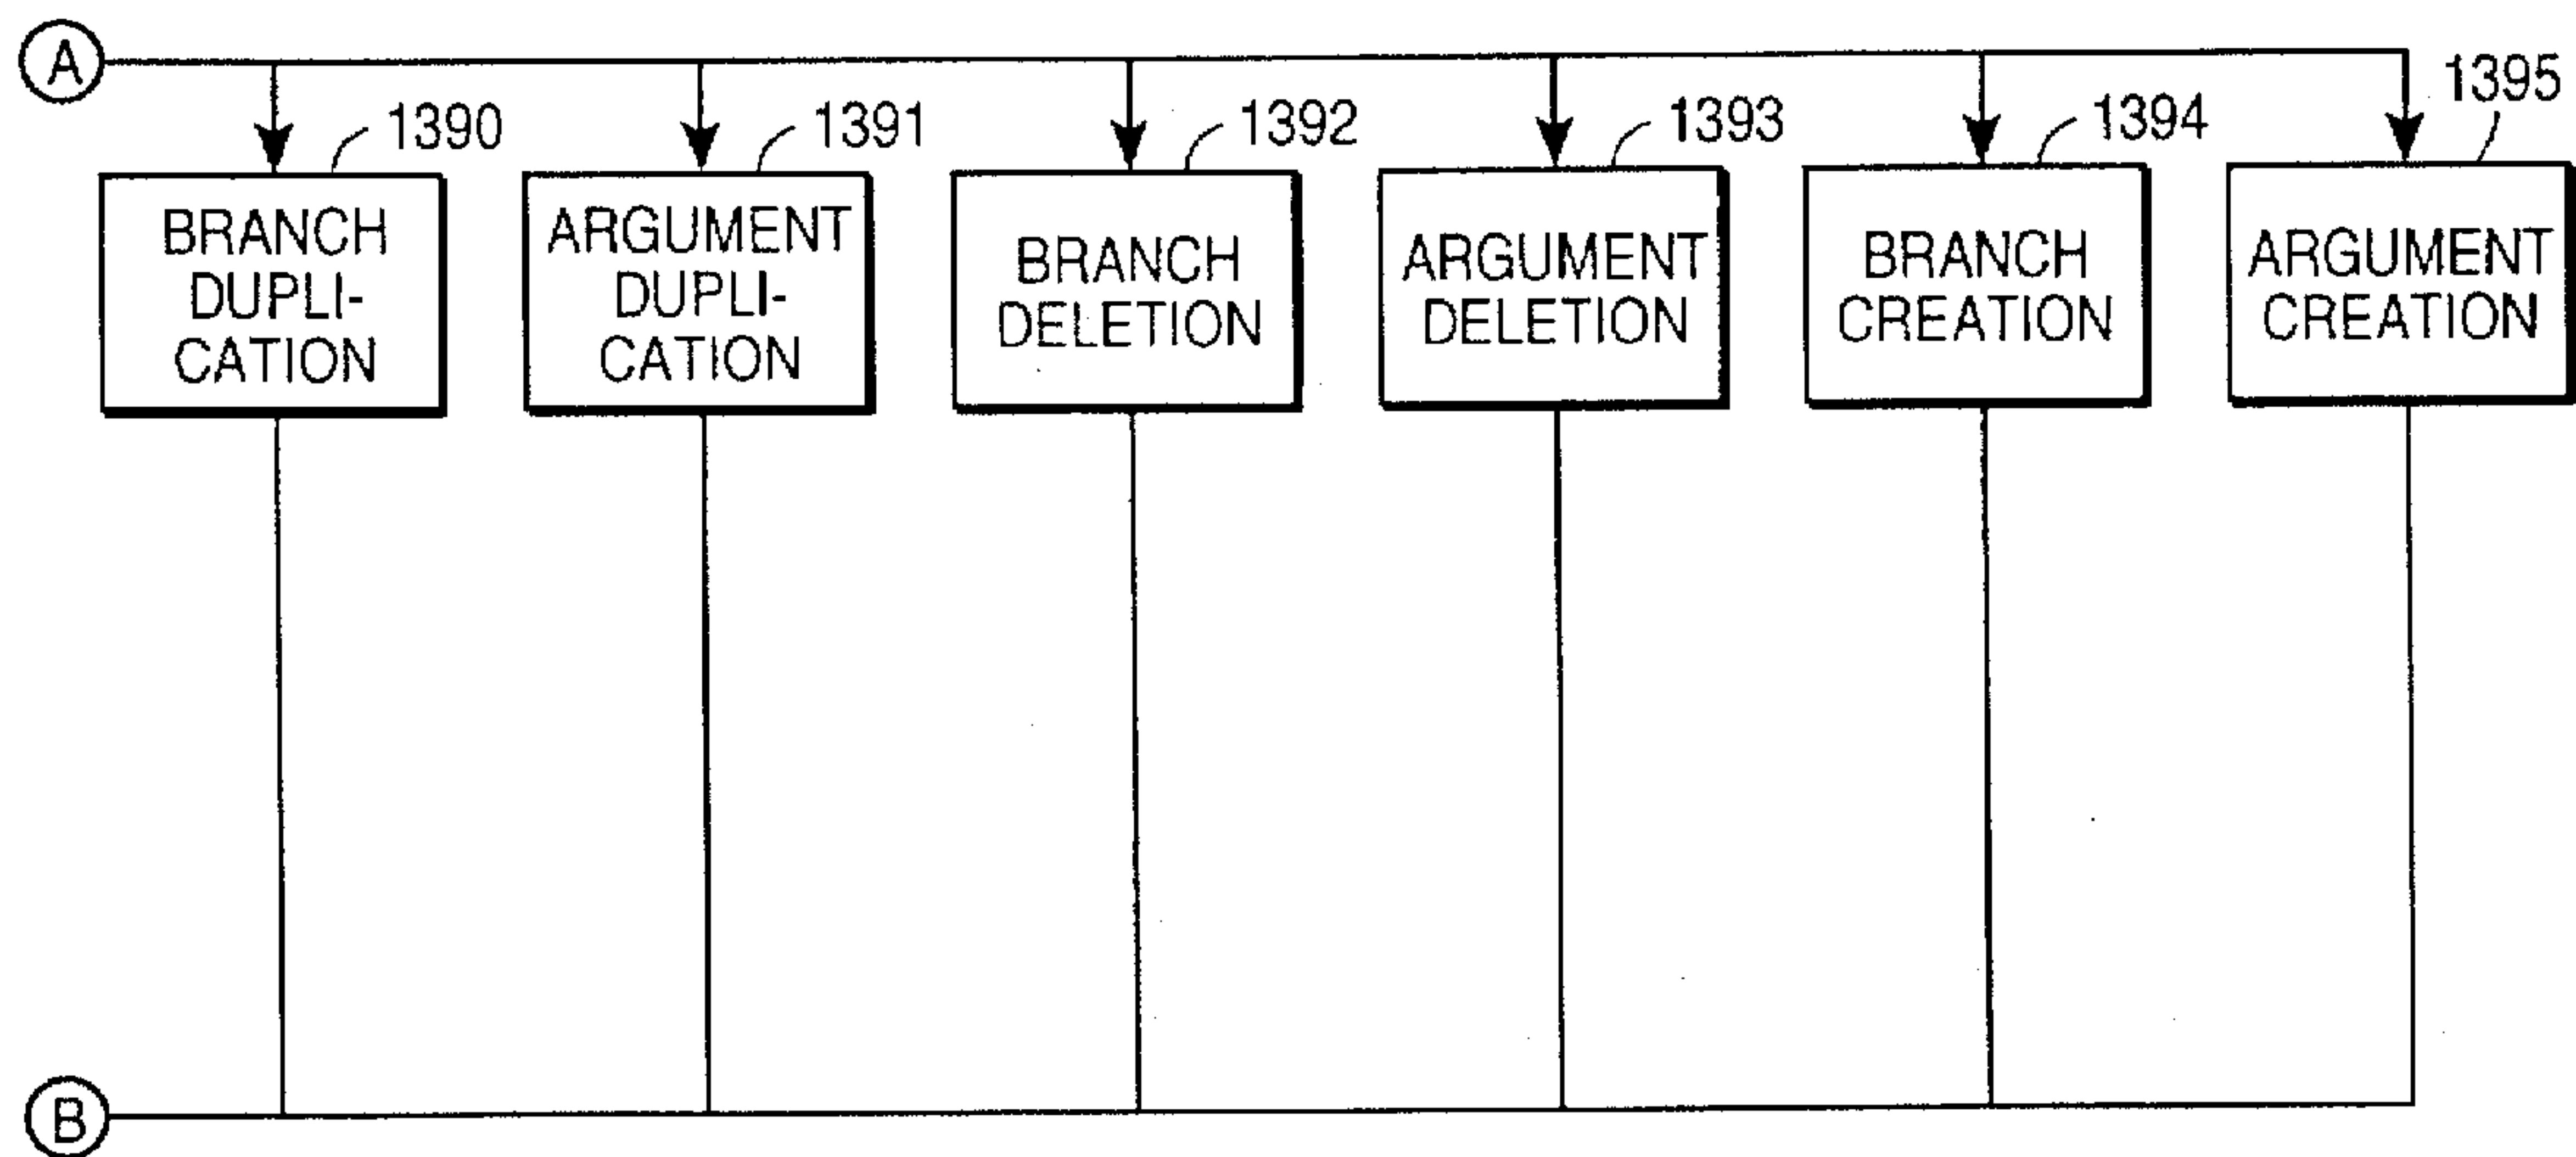 A
1390
1391
1392
1393
1394
1395
BRANCH
DUPLI-
CATION
ARGUMENT
DUPLI-
CATION
BRANCH
DELETION
ARGUMENT
DELETION
BRANCH
CREATION
ARGUMENT
CREATION
B